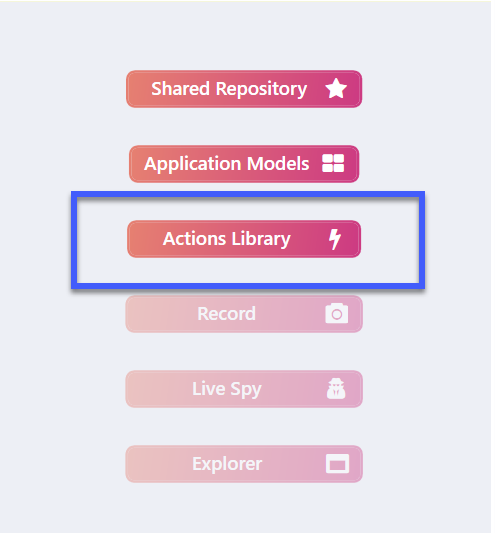 Shared Repository
Application Models
Actions Library
Record
Live Spy
Explorer